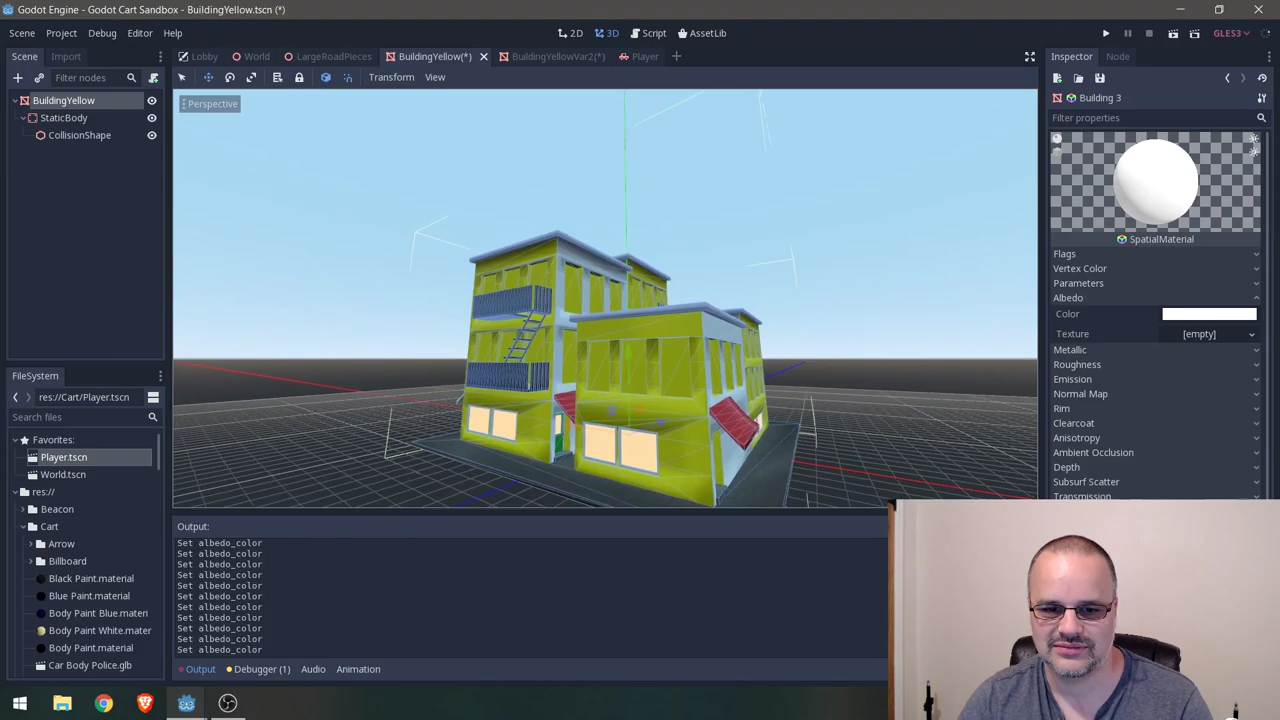 Godot Engine - Godot Cart Sandbox - BuildingYellow.tscn (*)
Scene Project Debug Editor Help
2D 3D Script AssetLib
GLES3
Scene Import
Lobby World LargeRoadPieces BuildingYellow(*) BuildingYellowVar2(*) Player
Inspector Node
Filter nodes
Transform View
BuildingYellow
StaticBody
CollisionShape
Perspective
Building 3
Filter properties
SpatialMaterial
Flags
Vertex Color
Parameters
Albedo
Color
Texture [empty]
Metallic
Roughness
Emission
Normal Map
Rim
Clearcoat
Anisotropy
Ambient Occlusion
Depth
Subsurf Scatter
Transmission
FileSystem
res://Cart/Player.tscn
Search files
Favorites:
Player.tscn
World.tscn
res://
Beacon
Cart
Arrow
Billboard
Black Paint.material
Blue Paint.material
Body Paint Blue.materi
Body Paint White.mater
Body Paint.material
Car Body Police.glb
Output:
Set albedo_color
Set albedo_color
Set albedo_color
Set albedo_color
Set albedo_color
Set albedo_color
Set albedo_color
Set albedo_color
Set albedo_color
Set albedo_color
Set albedo_color
Output Debugger (1) Audio Animation